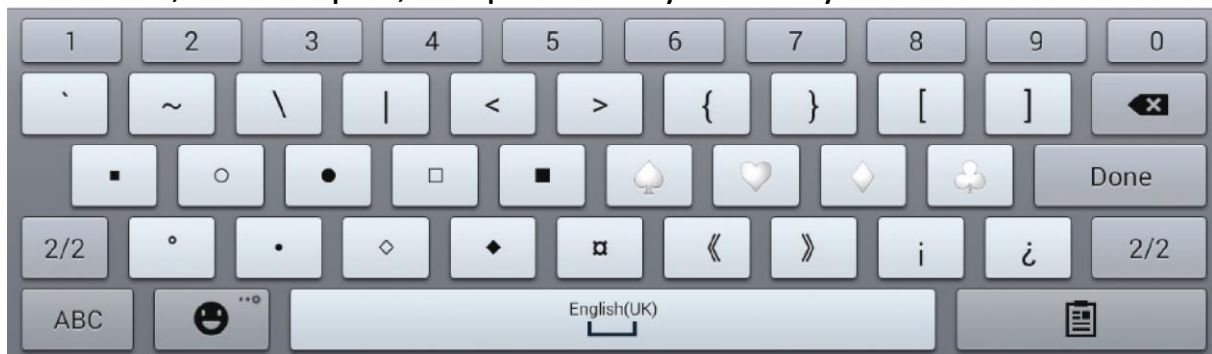 1 2 3 4 5 6 7 8 9 0
` ~ \ | < > { } [ ]
▪ ○ ● □ ■ ♤ ♡ ♢ ♧ Done
2/2 ° • ◇ ◆ ¤ 《 》 ¡ ¿ 2/2
ABC English(UK)